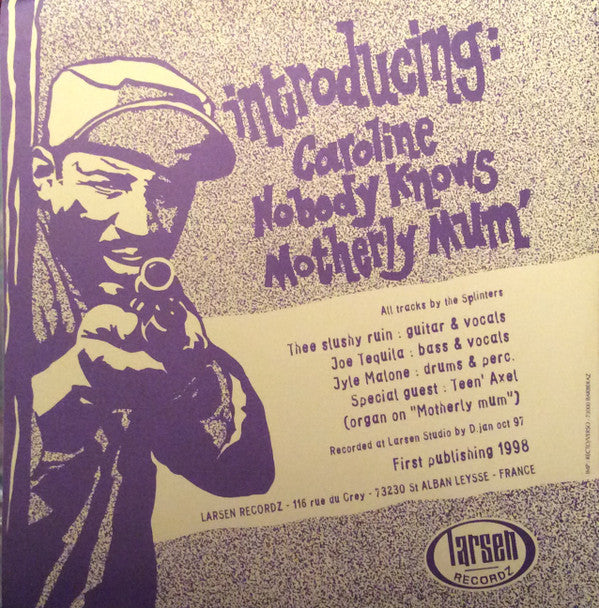 introducing:
Caroline
Nobody Knows
Motherly Mum'
All tracks by the Splinters
Thee slushy ruin : guitar & vocals
Joe Tequila : bass & vocals
Jyle Malone : drums & perc.
Special guest : Teen' Axel
(organ on "Motherly mum")
Recorded at Larsen Studio by D.jan oct 97
First publishing 1998
LARSEN RECORDZ - 116 rue du Crey - 73230 St ALBAN LEYSSE - FRANCE
larsen
RECORDZ